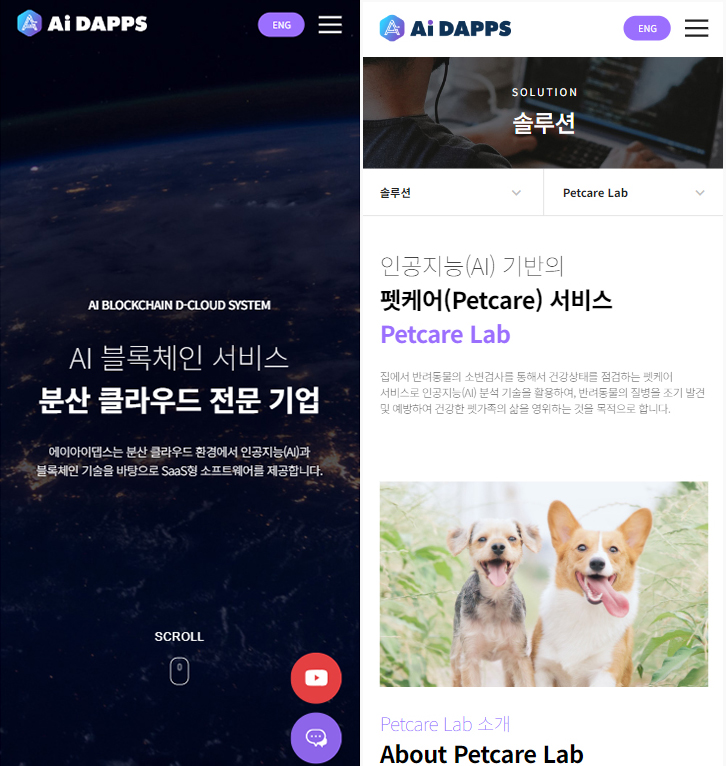 Ai DAPPS
ENG
AI BLOCKCHAIN D-CLOUD SYSTEM
AI 블록체인 서비스
분산 클라우드 전문 기업
에이아이댑스는 분산 클라우드 환경에서 인공지능(AI)과
블록체인 기술을 바탕으로 SaaS형 소프트웨어를 제공합니다.
SCROLL
Ai DAPPS
ENG
SOLUTION
솔루션
솔루션
Petcare Lab
인공지능(AI) 기반의
펫케어(Petcare) 서비스
Petcare Lab
집에서 반려동물의 소변검사를 통해서 건강상태를 점검하는 펫케어
서비스로 인공지능(AI) 분석 기술을 활용하여, 반려동물의 질병을 조기 발견
및 예방하여 건강한 펫가족의 삶을 영위하는 것을 목적으로 합니다.
Petcare Lab 소개
About Petcare Lab